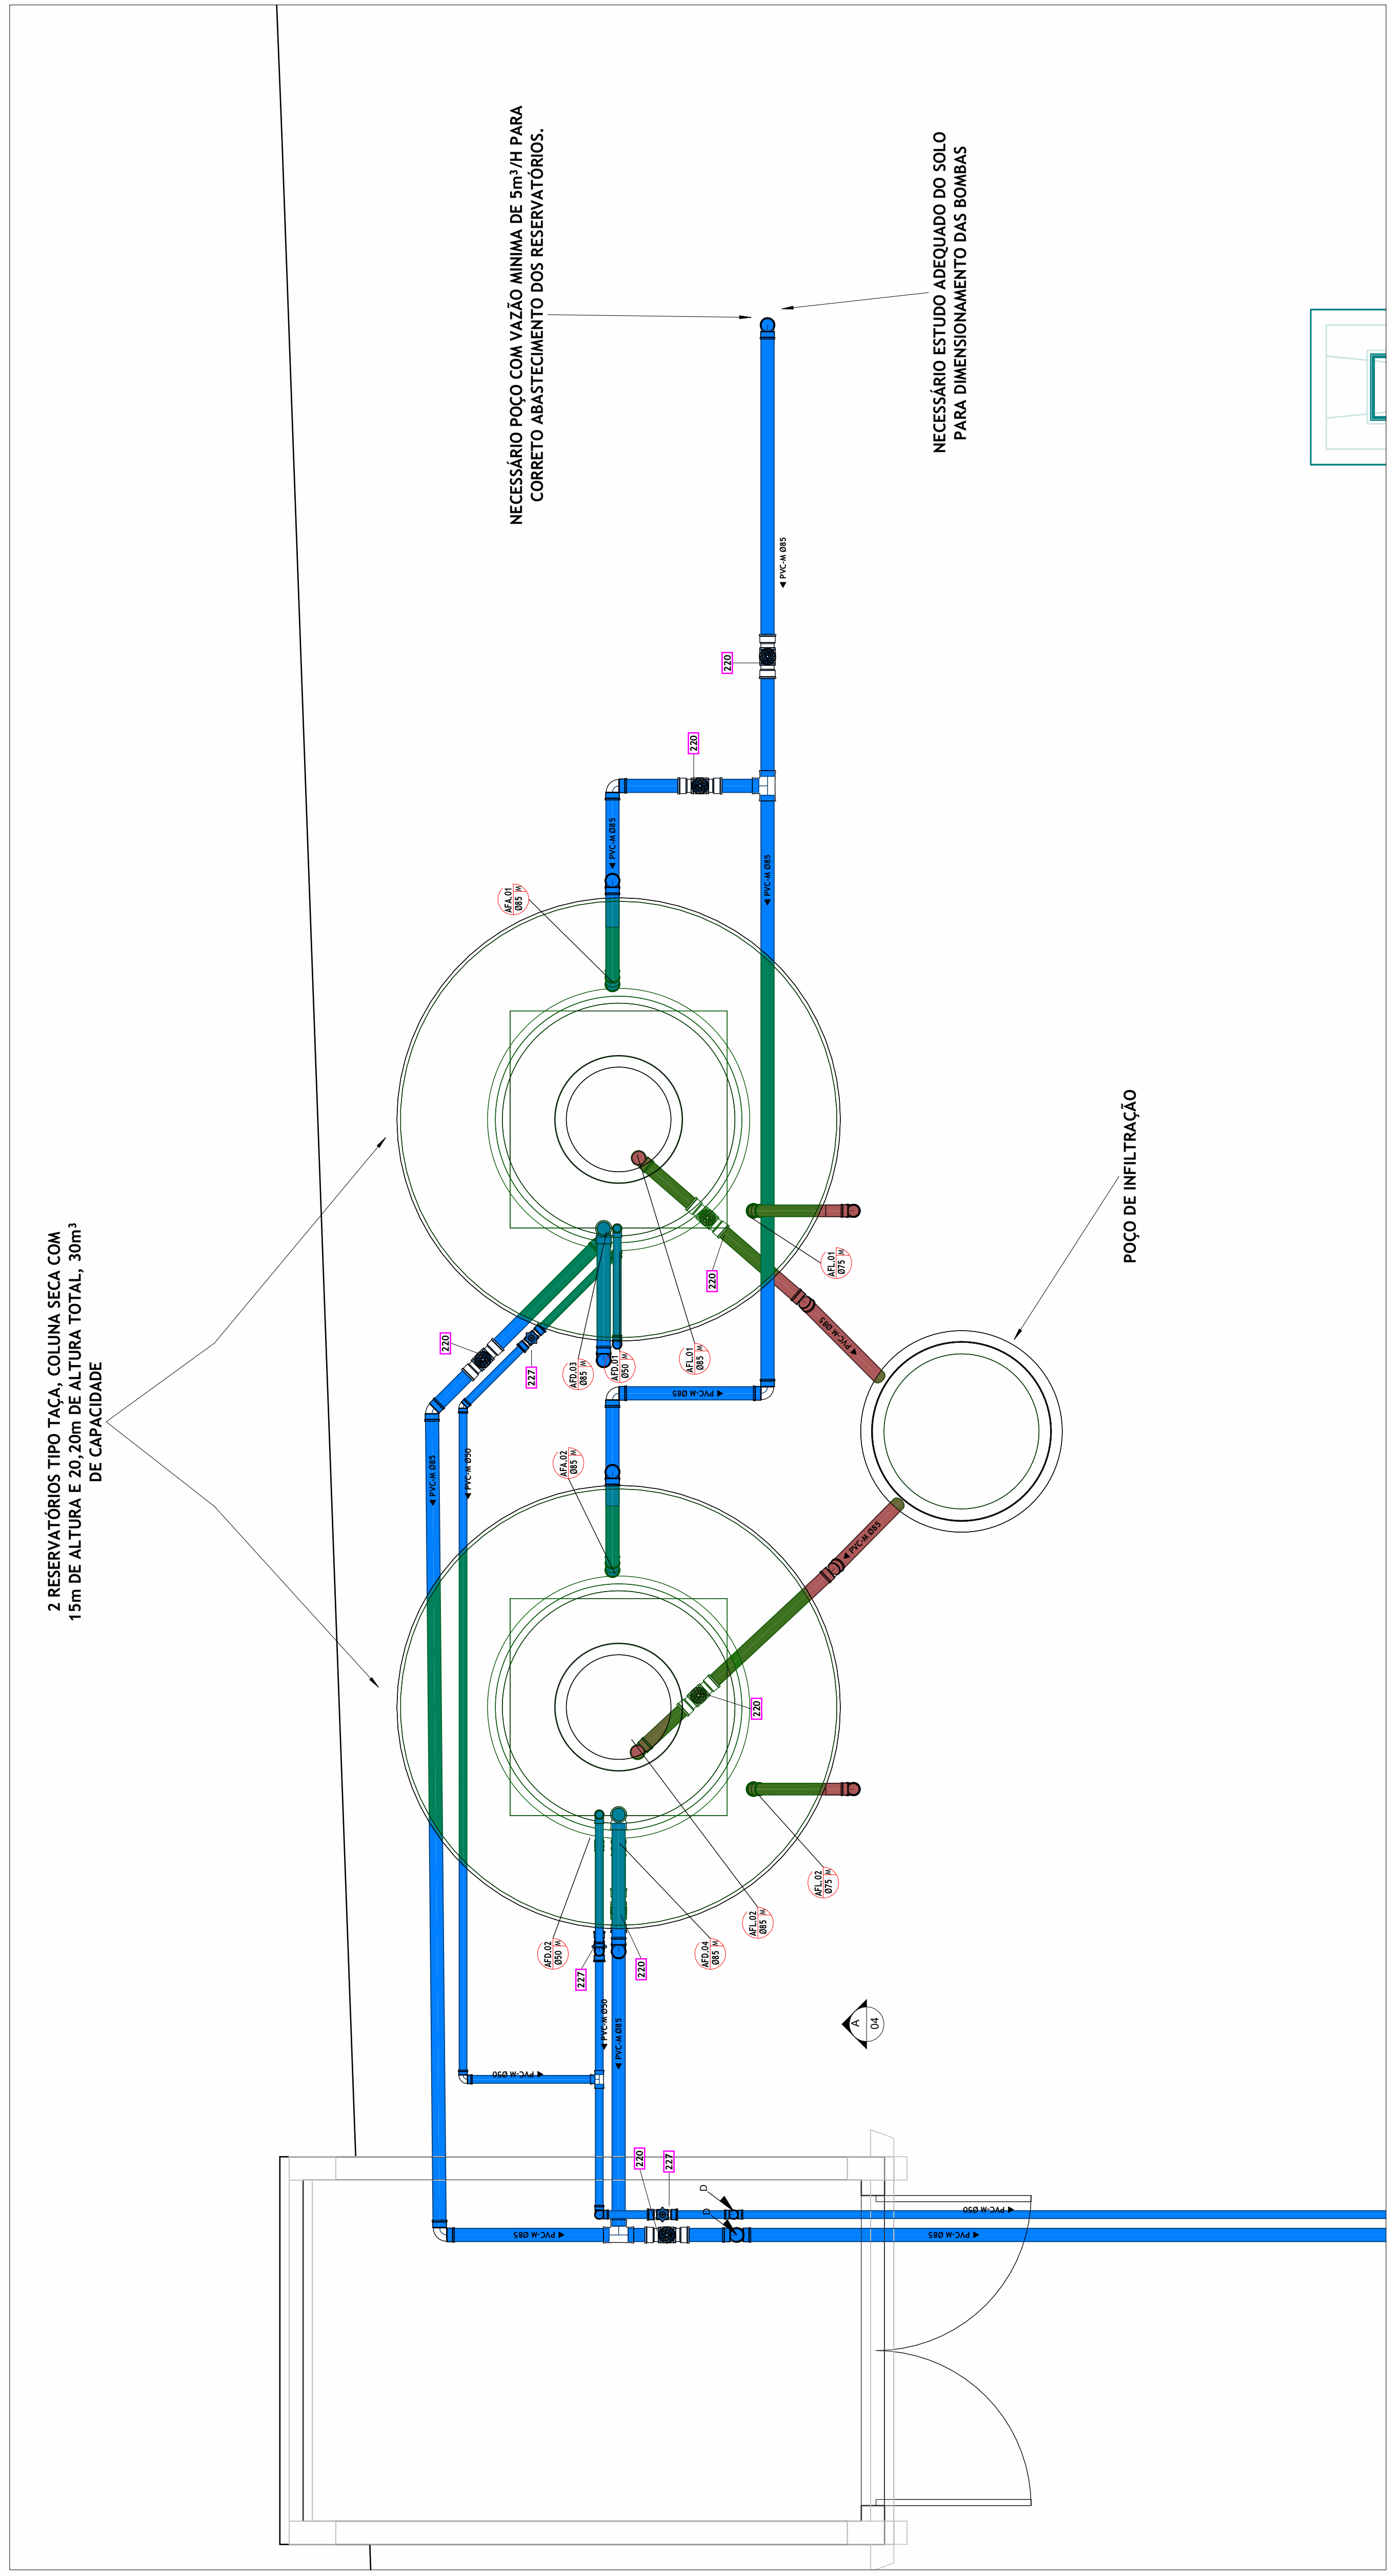 2 RESERVATÓRIOS TIPO TAÇA, COLUNA SECA COM
15m DE ALTURA E 20,20m DE ALTURA TOTAL, 30m³
DE CAPACIDADE
NECESSÁRIO POÇO COM VAZÃO MINIMA DE 5m³/H PARA
CORRETO ABASTECIMENTO DOS RESERVATÓRIOS.
NECESSÁRIO ESTUDO ADEQUADO DO SOLO
PARA DIMENSIONAMENTO DAS BOMBAS
PVC-M Ø85
220
220
PVC-M Ø85
PVC-M Ø85
AFA.01
Ø85 M
POÇO DE INFILTRAÇÃO
AFL.01
Ø75 M
220
PVC-M Ø85
220
227
AFD.03
Ø85 M
AFD.01
Ø50 M
AFL.01
Ø85 M
PVC-M Ø85
PVC-M Ø85
PVC-M Ø50
AFA.02
Ø85 M
PVC-M Ø85
220
AFL.02
Ø75 M
AFL.02
Ø85 M
AFD.02
Ø50 M
AFD.04
Ø85 M
227
220
PVC-M Ø50
PVC-M Ø85
A
04
PVC-M Ø50
220
227
D
D
PVC-M Ø50
PVC-M Ø85
PVC-M Ø85